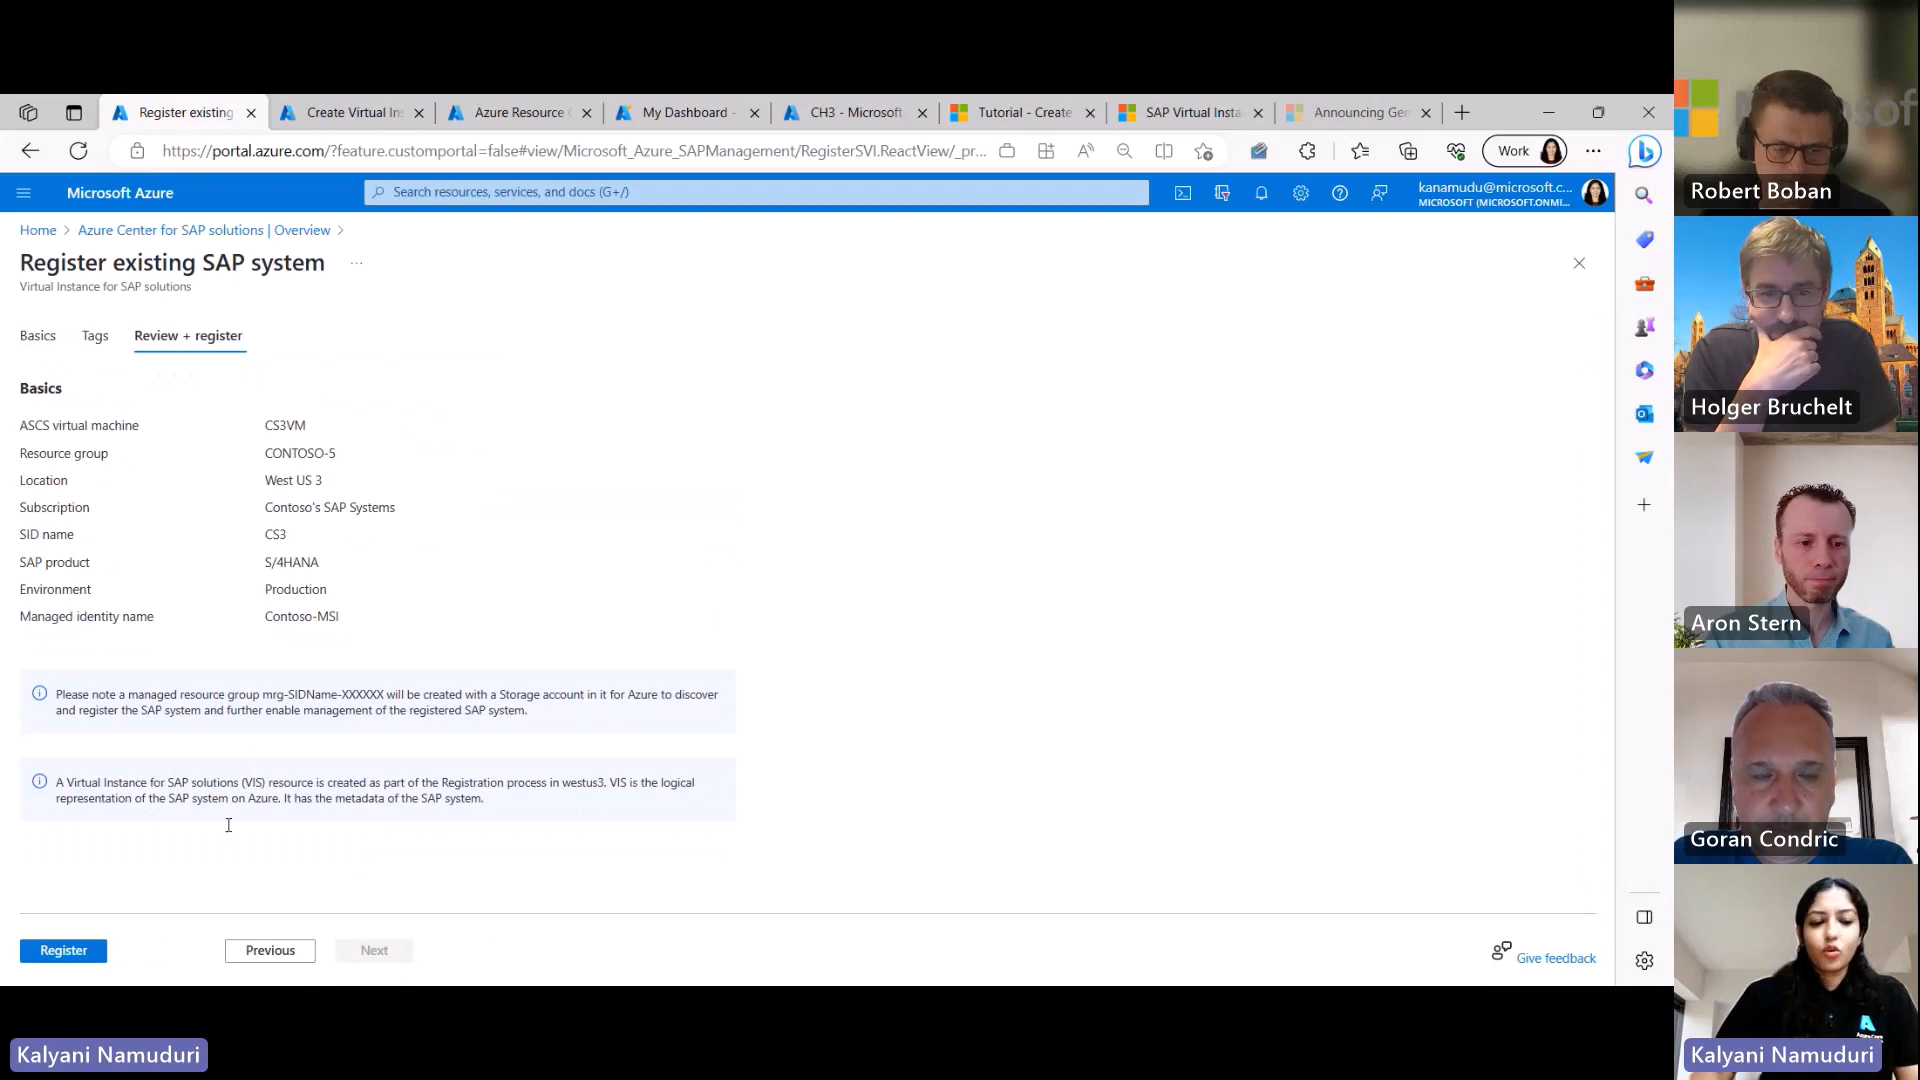 Register existing
Create Virtual In
Azure Resource
My Dashboard -
CH3 - Microsoft
Tutorial - Create
SAP Virtual Insta
Announcing Gen
https://portal.azure.com/?feature.customportal=false#view/Microsoft_Azure_SAPManagement/RegisterSVI.ReactView/_pr...
Work
Microsoft Azure
Search resources, services, and docs (G+/)
kanamudu@microsoft.c...
MICROSOFT (MICROSOFT.ONMI...
Home > Azure Center for SAP solutions | Overview >
Register existing SAP system ...
Virtual Instance for SAP solutions
Basics Tags Review + register
Basics
ASCS virtual machine CS3VM
Resource group CONTOSO-5
Location West US 3
Subscription Contoso's SAP Systems
SID name CS3
SAP product S/4HANA
Environment Production
Managed identity name Contoso-MSI
Please note a managed resource group mrg-SIDName-XXXXXX will be created with a Storage account in it for Azure to discover
and register the SAP system and further enable management of the registered SAP system.
A Virtual Instance for SAP solutions (VIS) resource is created as part of the Registration process in westus3. VIS is the logical
representation of the SAP system on Azure. It has the metadata of the SAP system.
Register Previous Next
Give feedback
Kalyani Namuduri
Robert Boban
Holger Bruchelt
Aron Stern
Goran Condric
Kalyani Namuduri